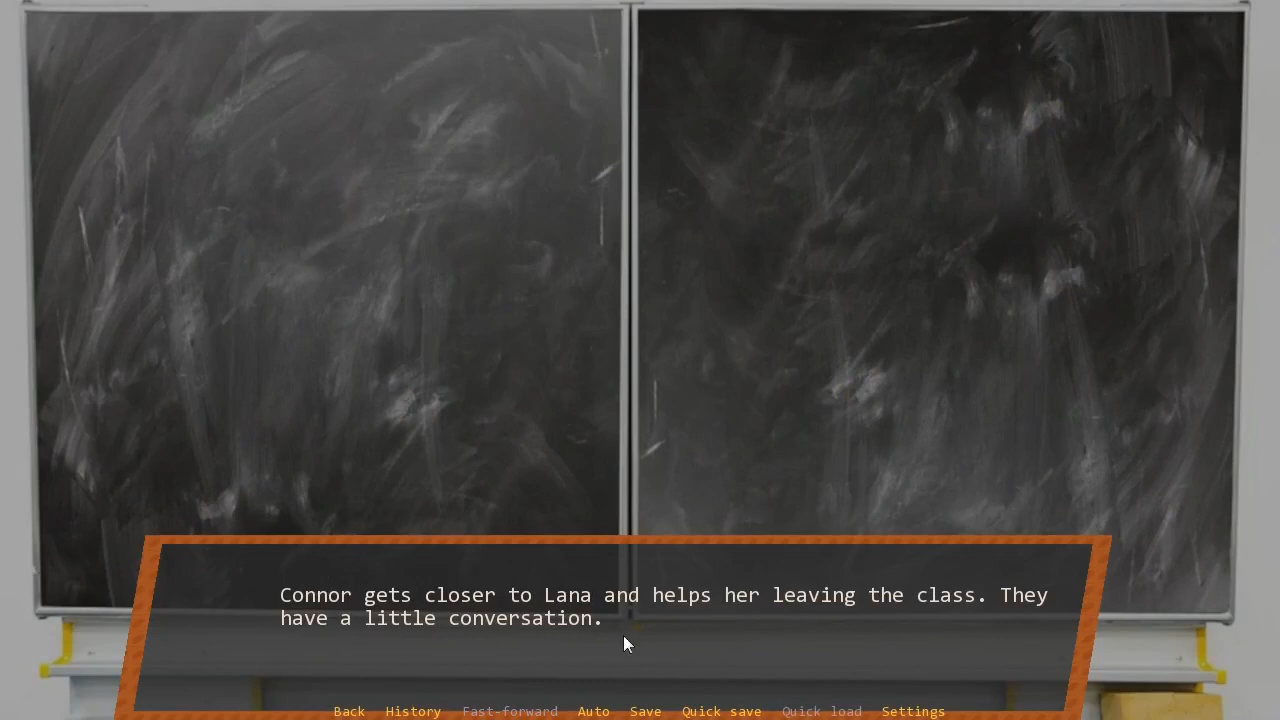 Connor gets closer to Lana and helps her leaving the class. They
have a little conversation.
Back History Fast-forward Auto Save Quick save Quick load Settings